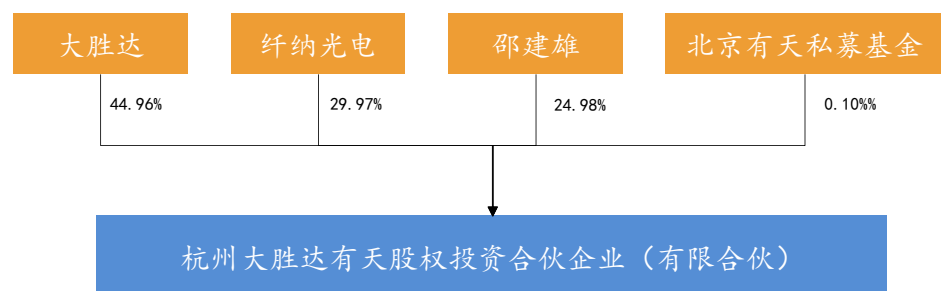 大胜达
纤纳光电
邵建雄
北京有天私募基金
44.96%
29.97%
24.98%
0.10%%
杭州大胜达有天股权投资合伙企业（有限合伙）